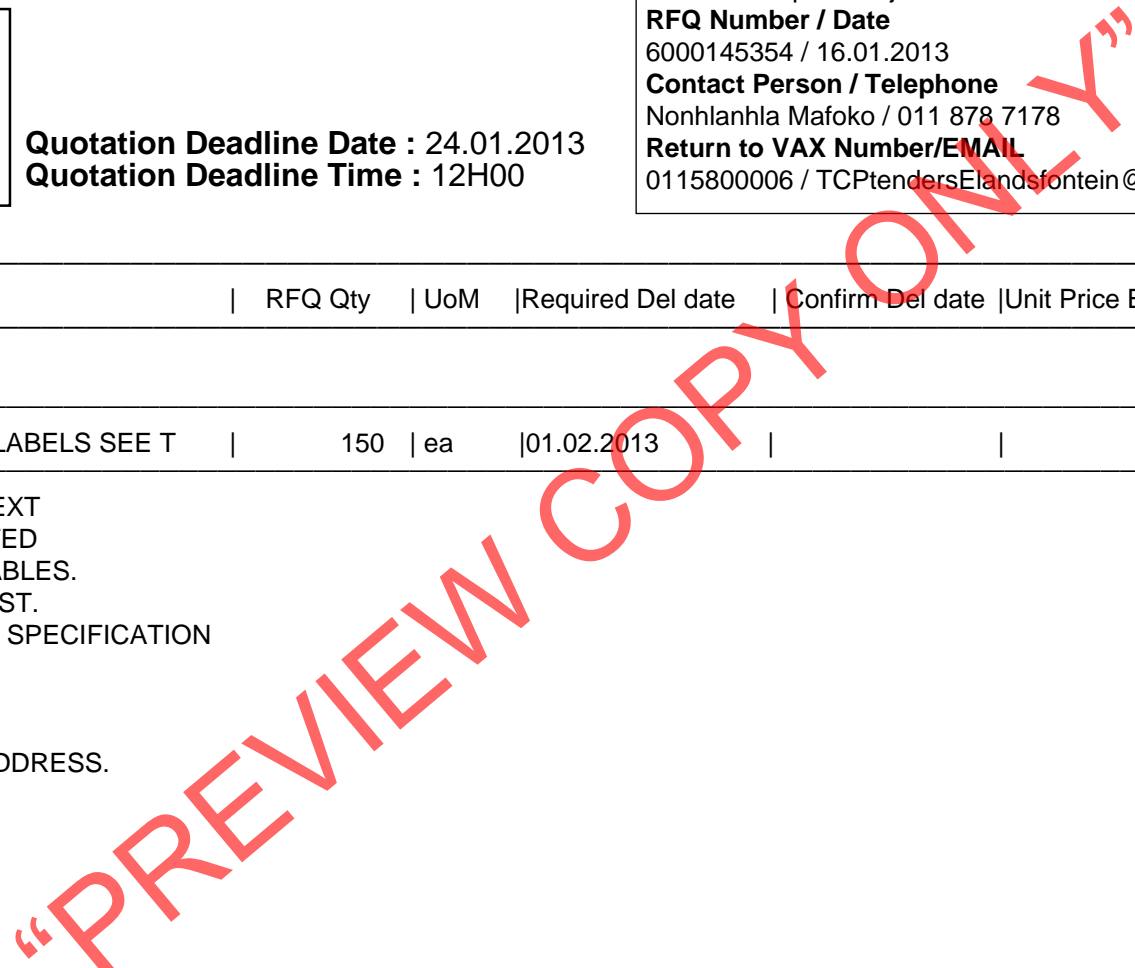 RFQ Number / Date
6000145354 / 16.01.2013
Contact Person / Telephone
Nonhlanhla Mafoko / 011 878 7178
Return to VAX Number/EMAIL
0115800006 / TCPtendersElandsfontein@
Quotation Deadline Date : 24.01.2013
Quotation Deadline Time : 12H00
| RFQ Qty | UoM |Required Del date | Confirm Del date |Unit Price E
LABELS SEE T | 150 | ea |01.02.2013 | |
EXT
TED
ABLES.
ST.
SPECIFICATION
DDRESS.
“PREVIEW COPY ONLY”